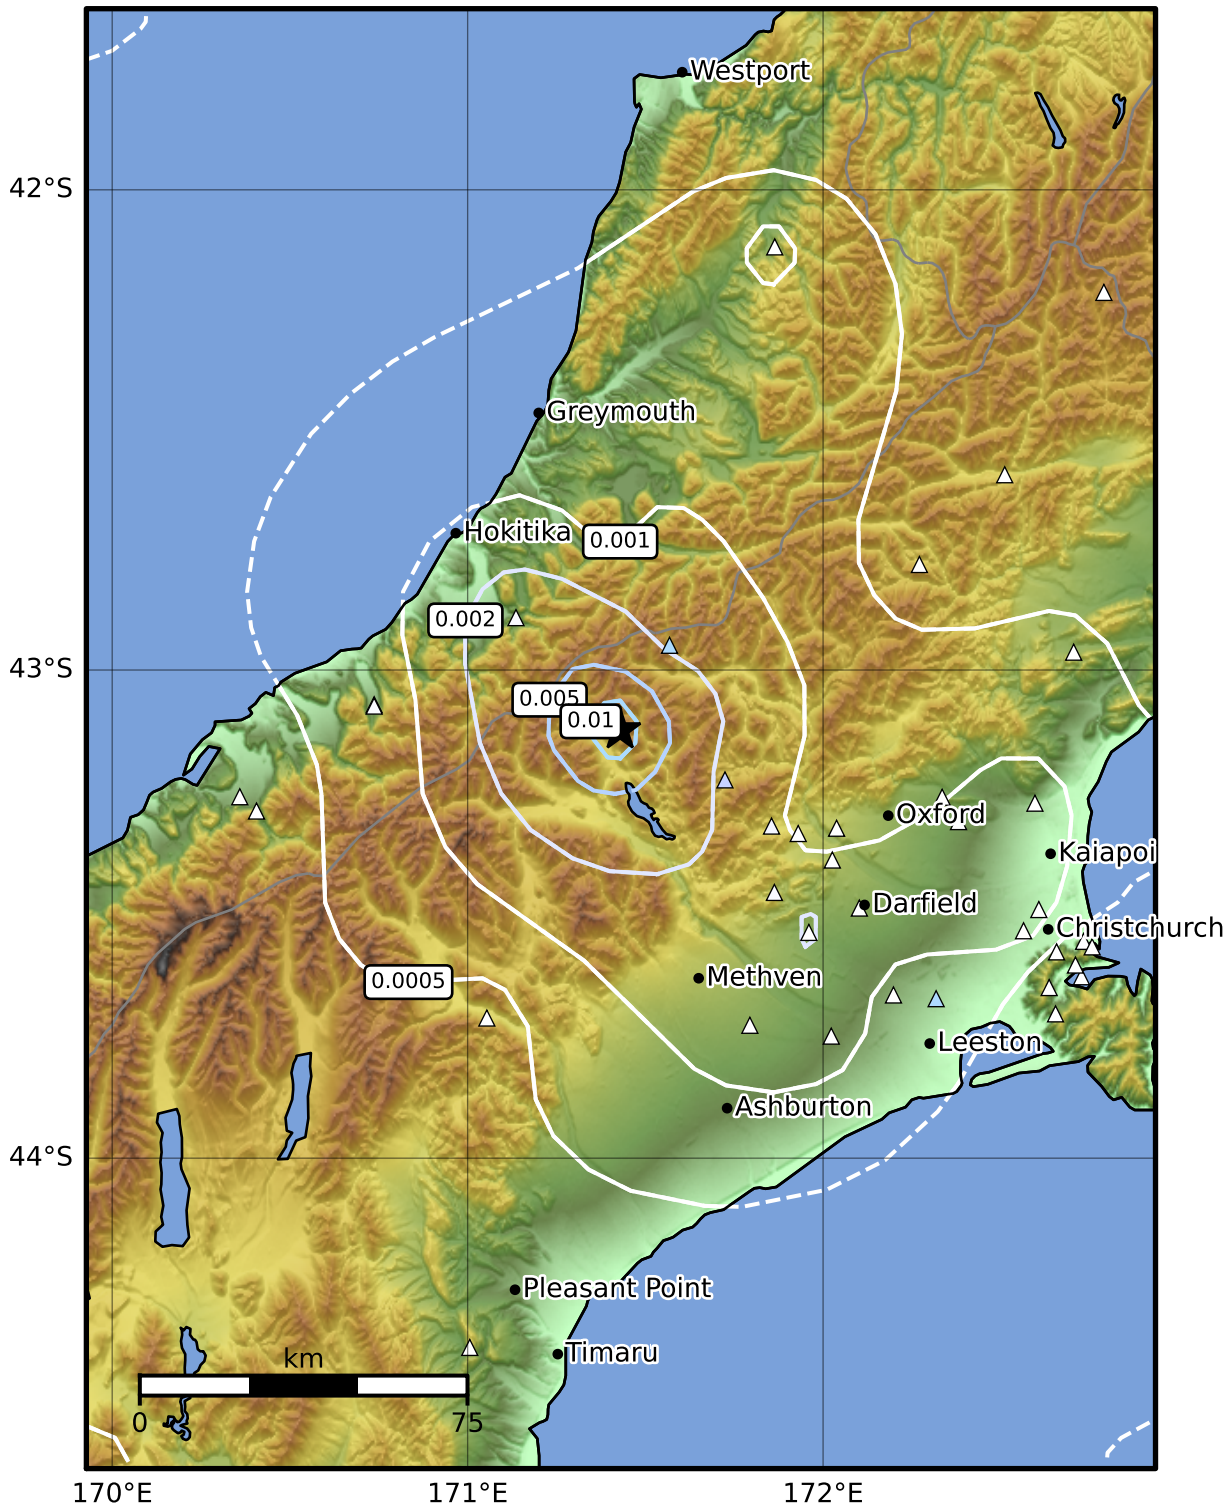 Westport
42°S
Greymouth
Hokitika
0.001
0.002
43°S
0.005
0.01
Oxford
Kaiapoi
Darfield
Christchurch
Methven
0.0005
Leeston
Ashburton
44°S
Pleasant Point
Timaru
km
0 75
170°E 171°E 172°E